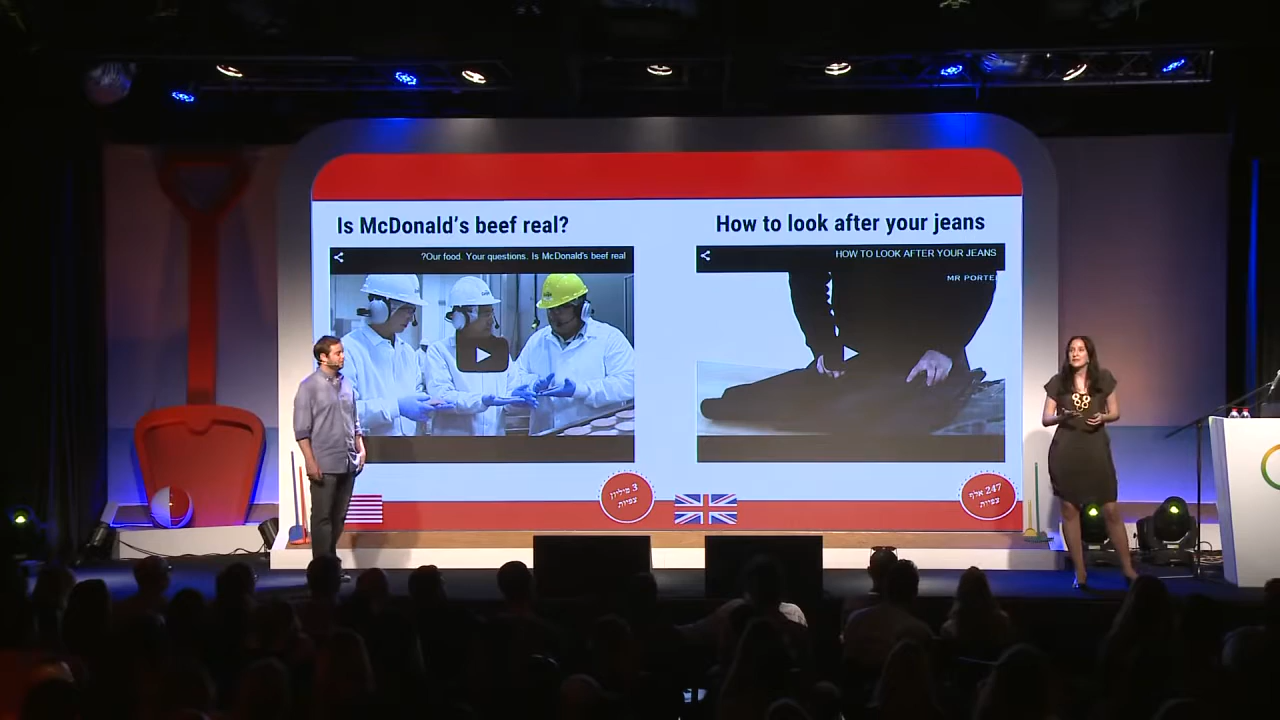 Is McDonald's beef real?
How to look after your jeans
?Our food. Your questions. Is McDonald's beef real
HOW TO LOOK AFTER YOUR JEANS
MR PORTE
3 מיליון
צפיות
247 אלף
צפיות